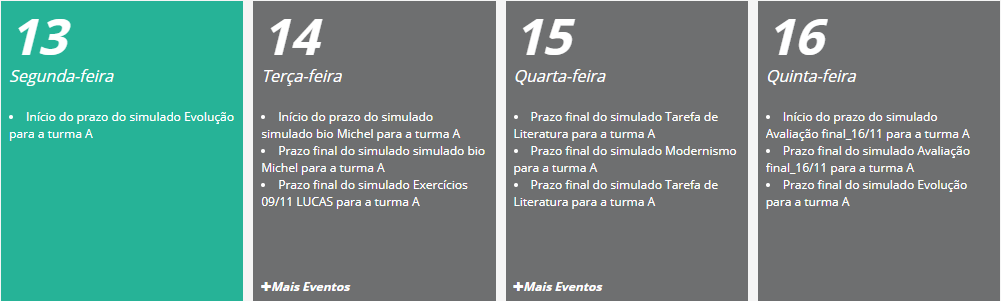 13
Segunda-feira
• Início do prazo do simulado Evolução
para a turma A
14
Terça-feira
• Início do prazo do simulado
simulado bio Michel para a turma A
• Prazo final do simulado simulado bio
Michel para a turma A
• Prazo final do simulado Exercícios
09/11 LUCAS para a turma A
+Mais Eventos
15
Quarta-feira
• Prazo final do simulado Tarefa de
Literatura para a turma A
• Prazo final do simulado Modernismo
para a turma A
• Prazo final do simulado Tarefa de
Literatura para a turma A
+Mais Eventos
16
Quinta-feira
• Início do prazo do simulado
Avaliação final_16/11 para a turma A
• Prazo final do simulado Avaliação
final_16/11 para a turma A
• Prazo final do simulado Evolução
para a turma A